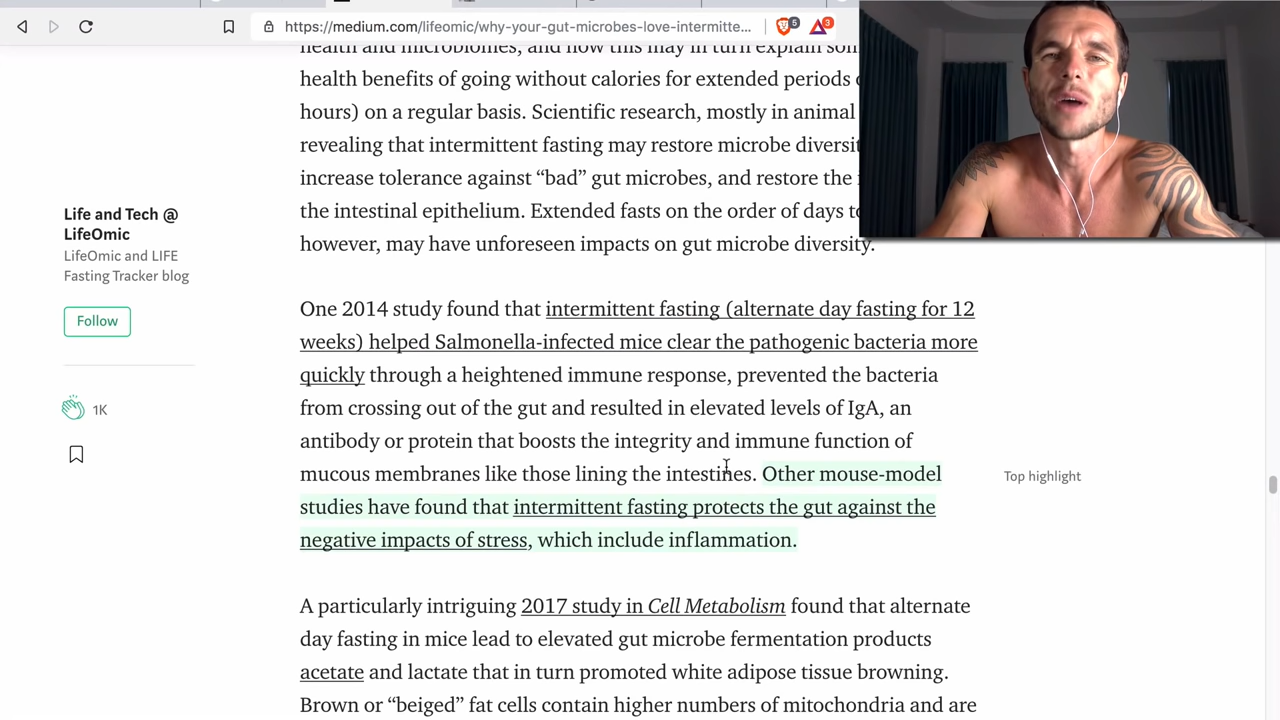 https://medium.com/lifeomic/why-your-gut-microbes-love-intermitte...
5
3
health and microbiomes, and how this may in turn explain
health benefits of going without calories for extended periods
hours) on a regular basis. Scientific research, mostly in animal
revealing that intermittent fasting may restore microbe
increase tolerance against “bad” gut microbes, and restore the
the intestinal epithelium. Extended fasts on the order of days
however, may have unforeseen impacts on gut microbe diversity.
Life and Tech @
LifeOmic
LifeOmic and LIFE
Fasting Tracker blog
Follow
1K
One 2014 study found that intermittent fasting (alternate day fasting for 12
weeks) helped Salmonella-infected mice clear the pathogenic bacteria more
quickly through a heightened immune response, prevented the bacteria
from crossing out of the gut and resulted in elevated levels of IgA, an
antibody or protein that boosts the integrity and immune function of
mucous membranes like those lining the intestines. Other mouse-model
studies have found that intermittent fasting protects the gut against the
negative impacts of stress, which include inflammation.
Top highlight
A particularly intriguing 2017 study in Cell Metabolism found that alternate
day fasting in mice lead to elevated gut microbe fermentation products
acetate and lactate that in turn promoted white adipose tissue browning.
Brown or “beiged” fat cells contain higher numbers of mitochondria and are